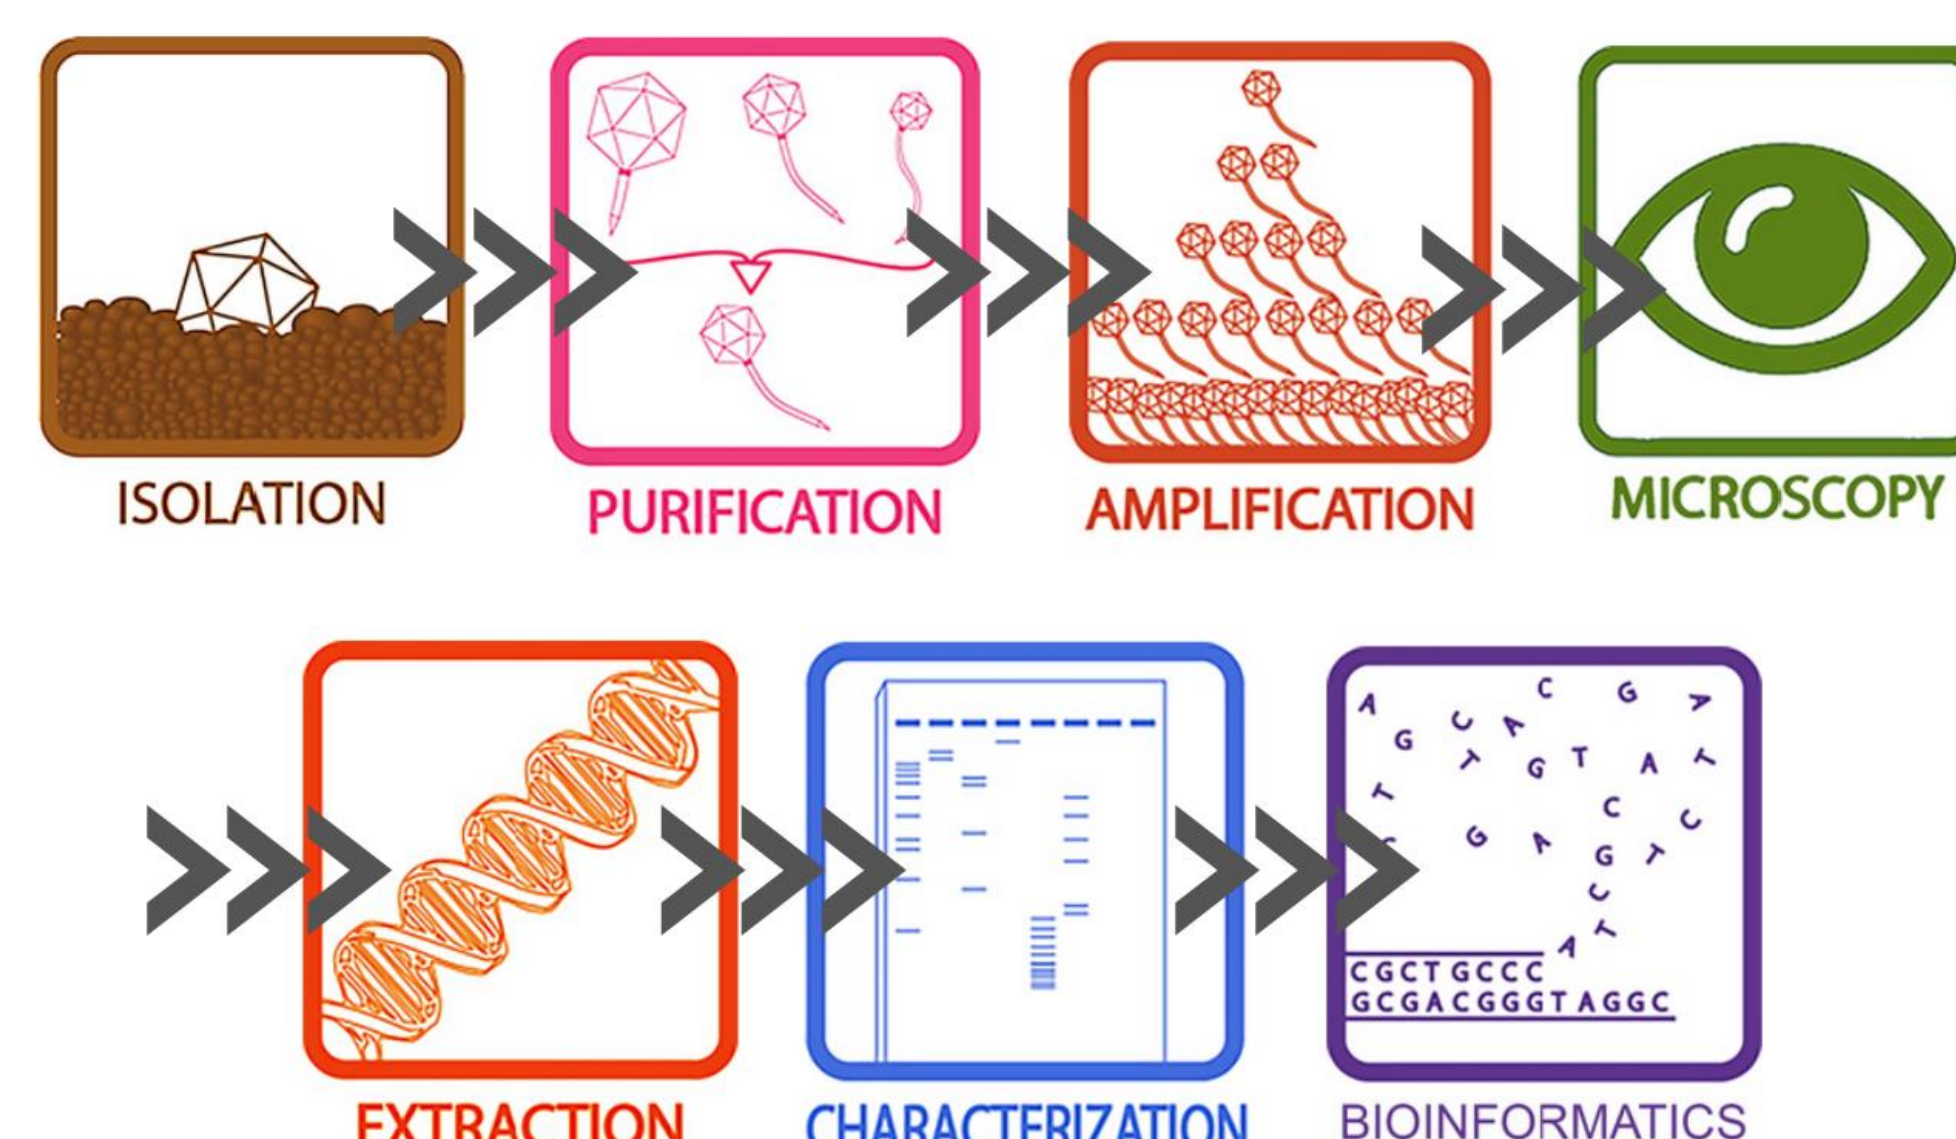 ISOLATION
PURIFICATION
AMPLIFICATION
MICROSCOPY
A
C
G
A
C
A
G
T
G
T
A
T
T
C
C
G
A
G
T
C
T
A
CGCTGCCC
GCGACGGGTAGGC
EXTRACTION
CHARACTERIZATION
BIOINFORMATICS